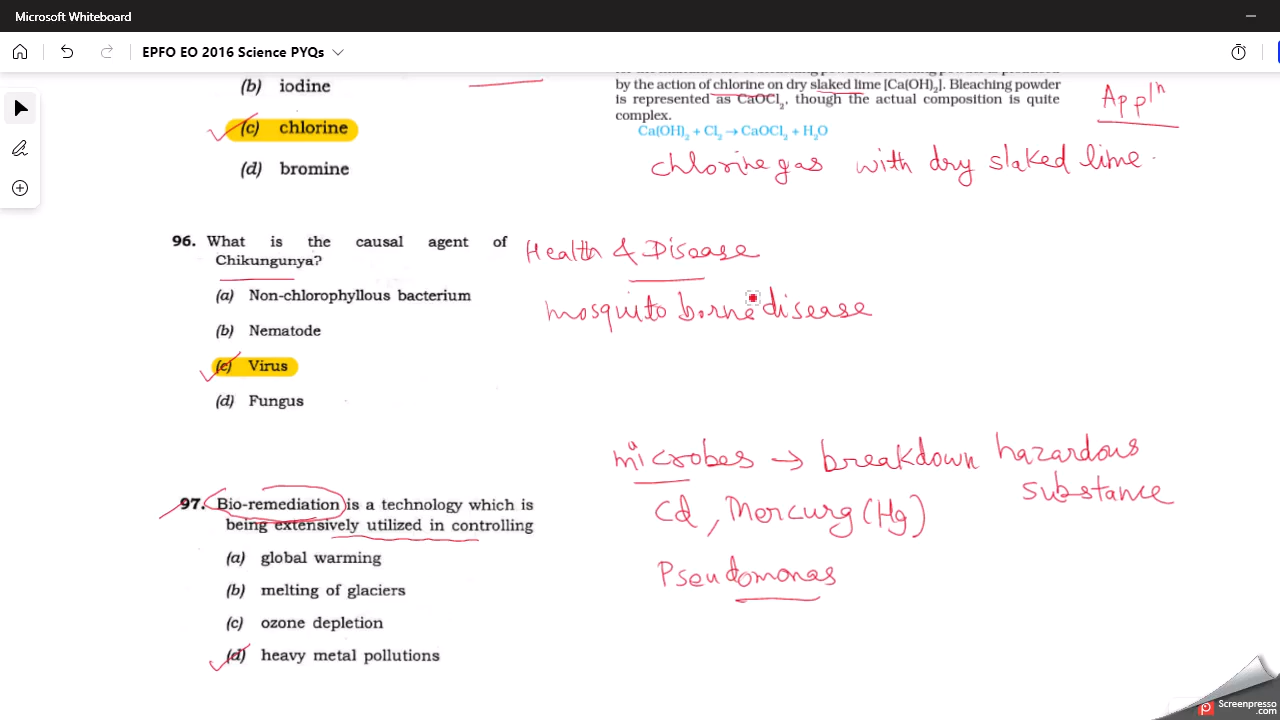 Microsoft Whiteboard
EPFO EO 2016 Science PYQs
(b) iodine
(c) chlorine
(d) bromine
by the action of chlorine on dry slaked lime [Ca(OH)₂]. Bleaching powder
is represented as CaOCl₂, though the actual composition is quite
complex.
Ca(OH)₂ + Cl₂ → CaOCl₂ + H₂O
Appln
chlorine gas with dry slaked lime.
96. What is the causal agent of
Chikungunya?
(a) Non-chlorophyllous bacterium
(b) Nematode
(c) Virus
(d) Fungus
Health & Disease
mosquito borne disease
97. Bio-remediation is a technology which is
being extensively utilized in controlling
(a) global warming
(b) melting of glaciers
(c) ozone depletion
(d) heavy metal pollutions
microbes → breakdown hazardous
substance
Cd, Mercurg (Hg)
Pseudomonas
Screenpresso
.com